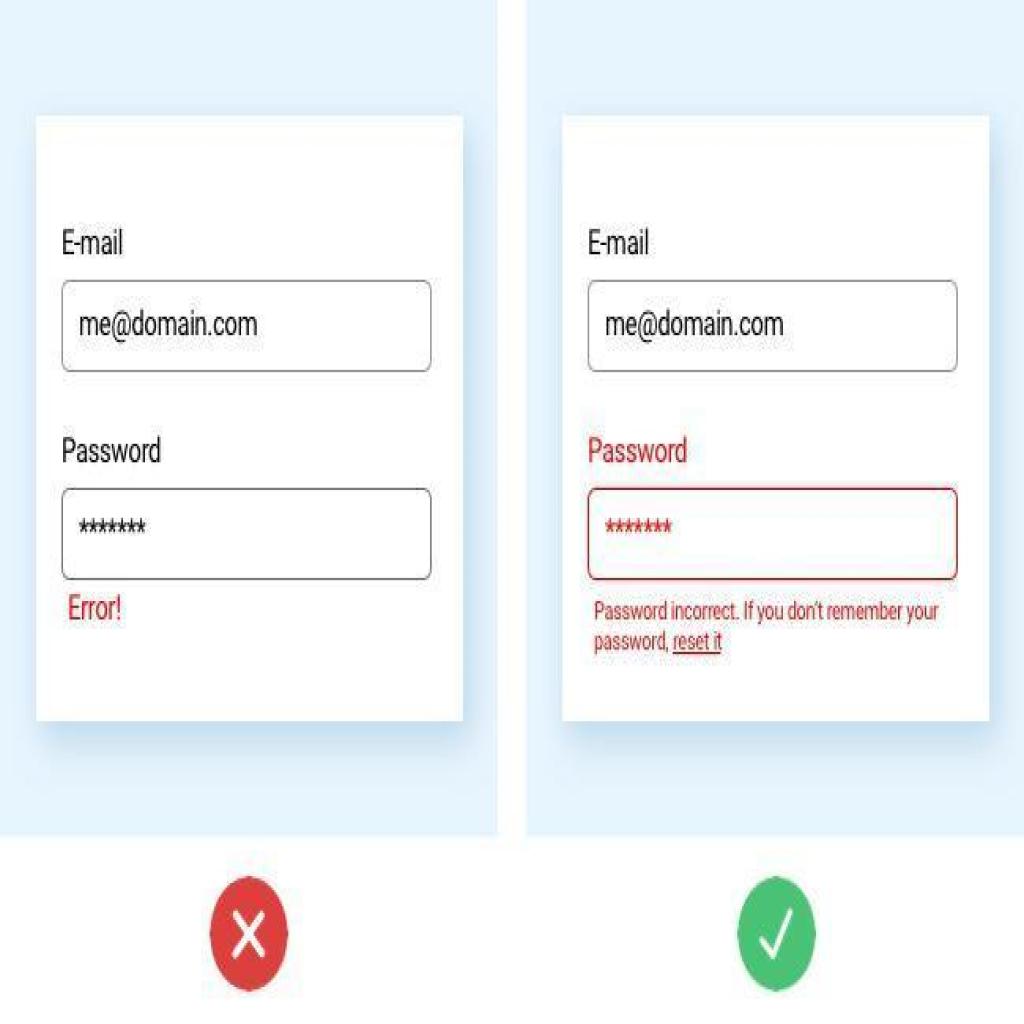 E-mail
me@domain.com
Password
*******
Error!
E-mail
me@domain.com
Password
*******
Password incorrect. If you don't remember your
password, reset it